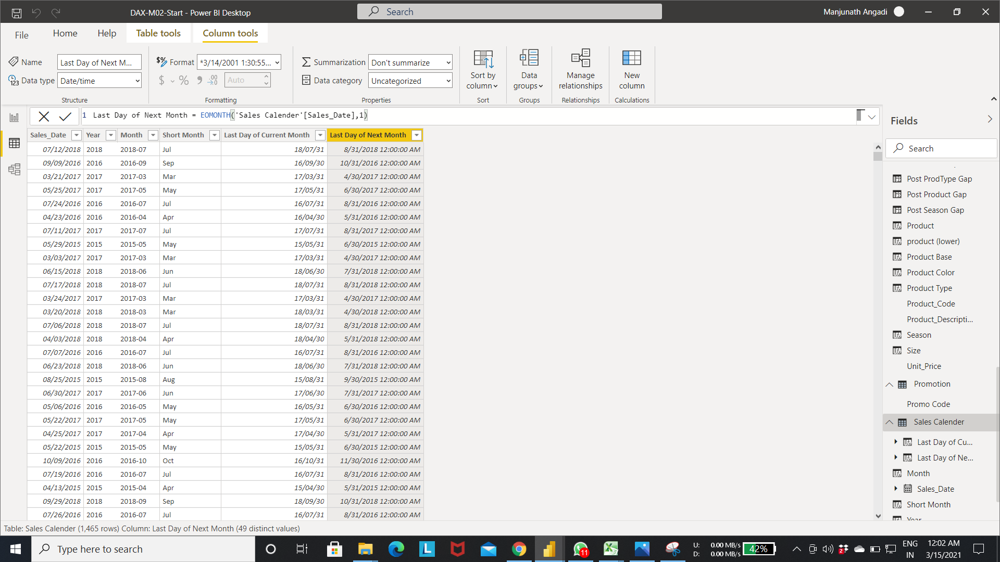 DAX-M02-Start - Power BI Desktop
Search
Manjunath Angadi
File Home Help Table tools Column tools
Name Last Day of Next M... $% Format *3/14/2001 1:30:55... Summarization Don't summarize
Data type Date/time $ % Auto Data category Uncategorized
Sort by column Data groups Manage relationships New column
Structure Formatting Properties Sort Groups Relationships Calculations
1 Last Day of Next Month = EOMONTH('Sales Calender'[Sales_Date],1)
Sales_Date Year Month Short Month Last Day of Current Month Last Day of Next Month
07/12/2018 2018 2018-07 Jul 18/07/31 8/31/2018 12:00:00 AM
09/09/2016 2016 2016-09 Sep 16/09/30 10/31/2016 12:00:00 AM
03/21/2017 2017 2017-03 Mar 17/03/31 4/30/2017 12:00:00 AM
05/25/2017 2017 2017-05 May 17/05/31 6/30/2017 12:00:00 AM
07/24/2016 2016 2016-07 Jul 16/07/31 8/31/2016 12:00:00 AM
04/23/2016 2016 2016-04 Apr 16/04/30 5/31/2016 12:00:00 AM
07/11/2017 2017 2017-07 Jul 17/07/31 8/31/2017 12:00:00 AM
05/29/2015 2015 2015-05 May 15/05/31 6/30/2015 12:00:00 AM
03/03/2017 2017 2017-03 Mar 17/03/31 4/30/2017 12:00:00 AM
06/15/2018 2018 2018-06 Jun 18/06/30 7/31/2018 12:00:00 AM
07/17/2018 2018 2018-07 Jul 18/07/31 8/31/2018 12:00:00 AM
03/24/2017 2017 2017-03 Mar 17/03/31 4/30/2017 12:00:00 AM
03/20/2018 2018 2018-03 Mar 18/03/31 4/30/2018 12:00:00 AM
07/06/2018 2018 2018-07 Jul 18/07/31 8/31/2018 12:00:00 AM
04/03/2018 2018 2018-04 Apr 18/04/30 5/31/2018 12:00:00 AM
07/07/2016 2016 2016-07 Jul 16/07/31 8/31/2016 12:00:00 AM
06/23/2018 2018 2018-06 Jun 18/06/30 7/31/2018 12:00:00 AM
08/25/2015 2015 2015-08 Aug 15/08/31 9/30/2015 12:00:00 AM
06/30/2017 2017 2017-06 Jun 17/06/30 7/31/2017 12:00:00 AM
05/06/2016 2016 2016-05 May 16/05/31 6/30/2016 12:00:00 AM
05/22/2017 2017 2017-05 May 17/05/31 6/30/2017 12:00:00 AM
04/25/2017 2017 2017-04 Apr 17/04/30 5/31/2017 12:00:00 AM
05/22/2015 2015 2015-05 May 15/05/31 6/30/2015 12:00:00 AM
10/09/2016 2016 2016-10 Oct 16/10/31 11/30/2016 12:00:00 AM
07/19/2016 2016 2016-07 Jul 16/07/31 8/31/2016 12:00:00 AM
04/13/2015 2015 2015-04 Apr 15/04/30 5/31/2015 12:00:00 AM
09/29/2018 2018 2018-09 Sep 18/09/30 10/31/2018 12:00:00 AM
07/26/2016 2016 2016-07 Jul 16/07/31 8/31/2016 12:00:00 AM
Fields
Search
Post ProdType Gap
Post Product Gap
Post Season Gap
Product
product (lower)
Product Base
Product Color
Product Type
Product_Code
Product_Descripti...
Season
Size
Unit_Price
Promotion
Promo Code
Sales Calender
Last Day of Cu...
Last Day of Ne...
Month
Sales_Date
Short Month
Year
Table: Sales Calender (1,465 rows) Column: Last Day of Next Month (49 distinct values)
Type here to search
L
11
U: 0.00 MB/s
D: 0.00 MB/s
42%
2
ENG
IN
12:02 AM
3/15/2021